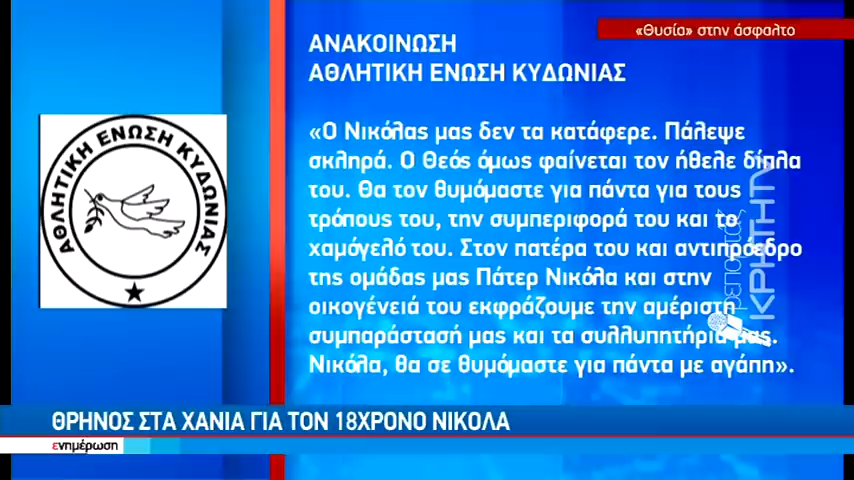 «Θυσία» στην άσφαλτο
ΑΝΑΚΟΙΝΩΣΗ
ΑΘΛΗΤΙΚΗ ΕΝΩΣΗ ΚΥΔΩΝΙΑΣ
«Ο Νικόλας μας δεν τα κατάφερε. Πάλεψε
σκληρά. Ο Θεός όμως φαίνεται τον ήθελε δίπλα
του. Θα τον θυμόμαστε για πάντα για τους
τρόπους του, την συμπεριφορά του και το
χαμόγελό του. Στον πατέρα του και αντιπρόεδρο
της ομάδας μας Πάτερ Νικόλα και στην
οικογένειά του εκφράζουμε την αμέριστη
συμπαράστασή μας και τα συλλυπητήρια μας.
Νικόλα, θα σε θυμόμαστε για πάντα με αγάπη».
ΑΘΛΗΤΙΚΗ ΕΝΩΣΗ ΚΥΔΩΝΙΑΣ
ρεπορτάζ
ΚΡΗΤΗ TV
ΘΡΗΝΟΣ ΣΤΑ ΧΑΝΙΑ ΓΙΑ ΤΟΝ 18ΧΡΟΝΟ ΝΙΚΟΛΑ
ενημέρωση